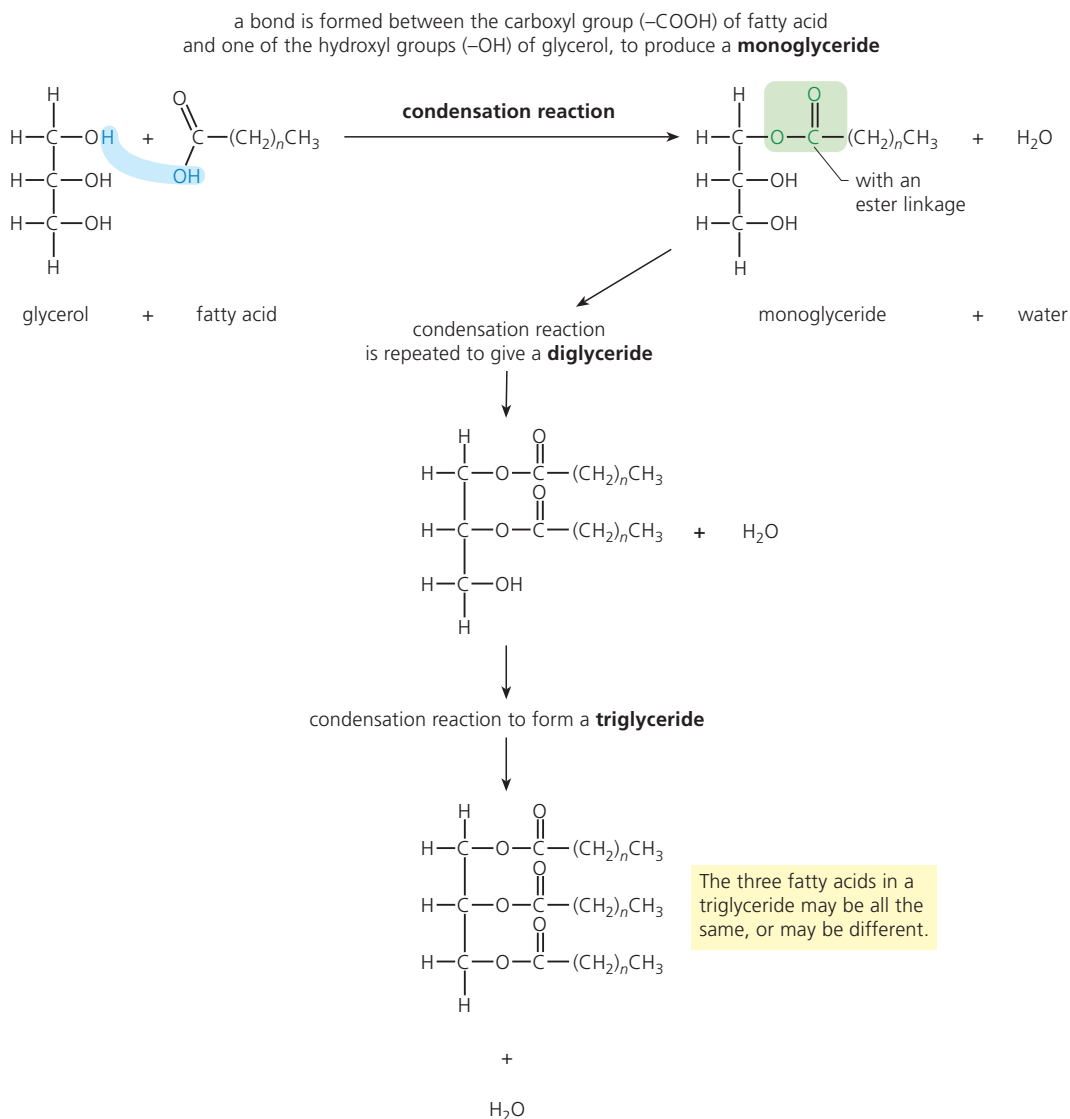 a bond is formed between the carboxyl group (–COOH) of fatty acid
and one of the hydroxyl groups (–OH) of glycerol, to produce a monoglyceride
H
H—C—OH + O C—(CH₂)ₙCH₃
OH
H—C—OH
H—C—OH
H
condensation reaction
H O
H—C—O—C—(CH₂)ₙCH₃ + H₂O
H—C—OH
H—C—OH
H
with an
ester linkage
glycerol + fatty acid
monoglyceride + water
condensation reaction
is repeated to give a diglyceride
H O
H—C—O—C—(CH₂)ₙCH₃
O
H—C—O—C—(CH₂)ₙCH₃ + H₂O
H—C—OH
H
condensation reaction to form a triglyceride
H O
H—C—O—C—(CH₂)ₙCH₃
O
H—C—O—C—(CH₂)ₙCH₃
O
H—C—O—C—(CH₂)ₙCH₃
H
The three fatty acids in a
triglyceride may be all the
same, or may be different.
+
H₂O